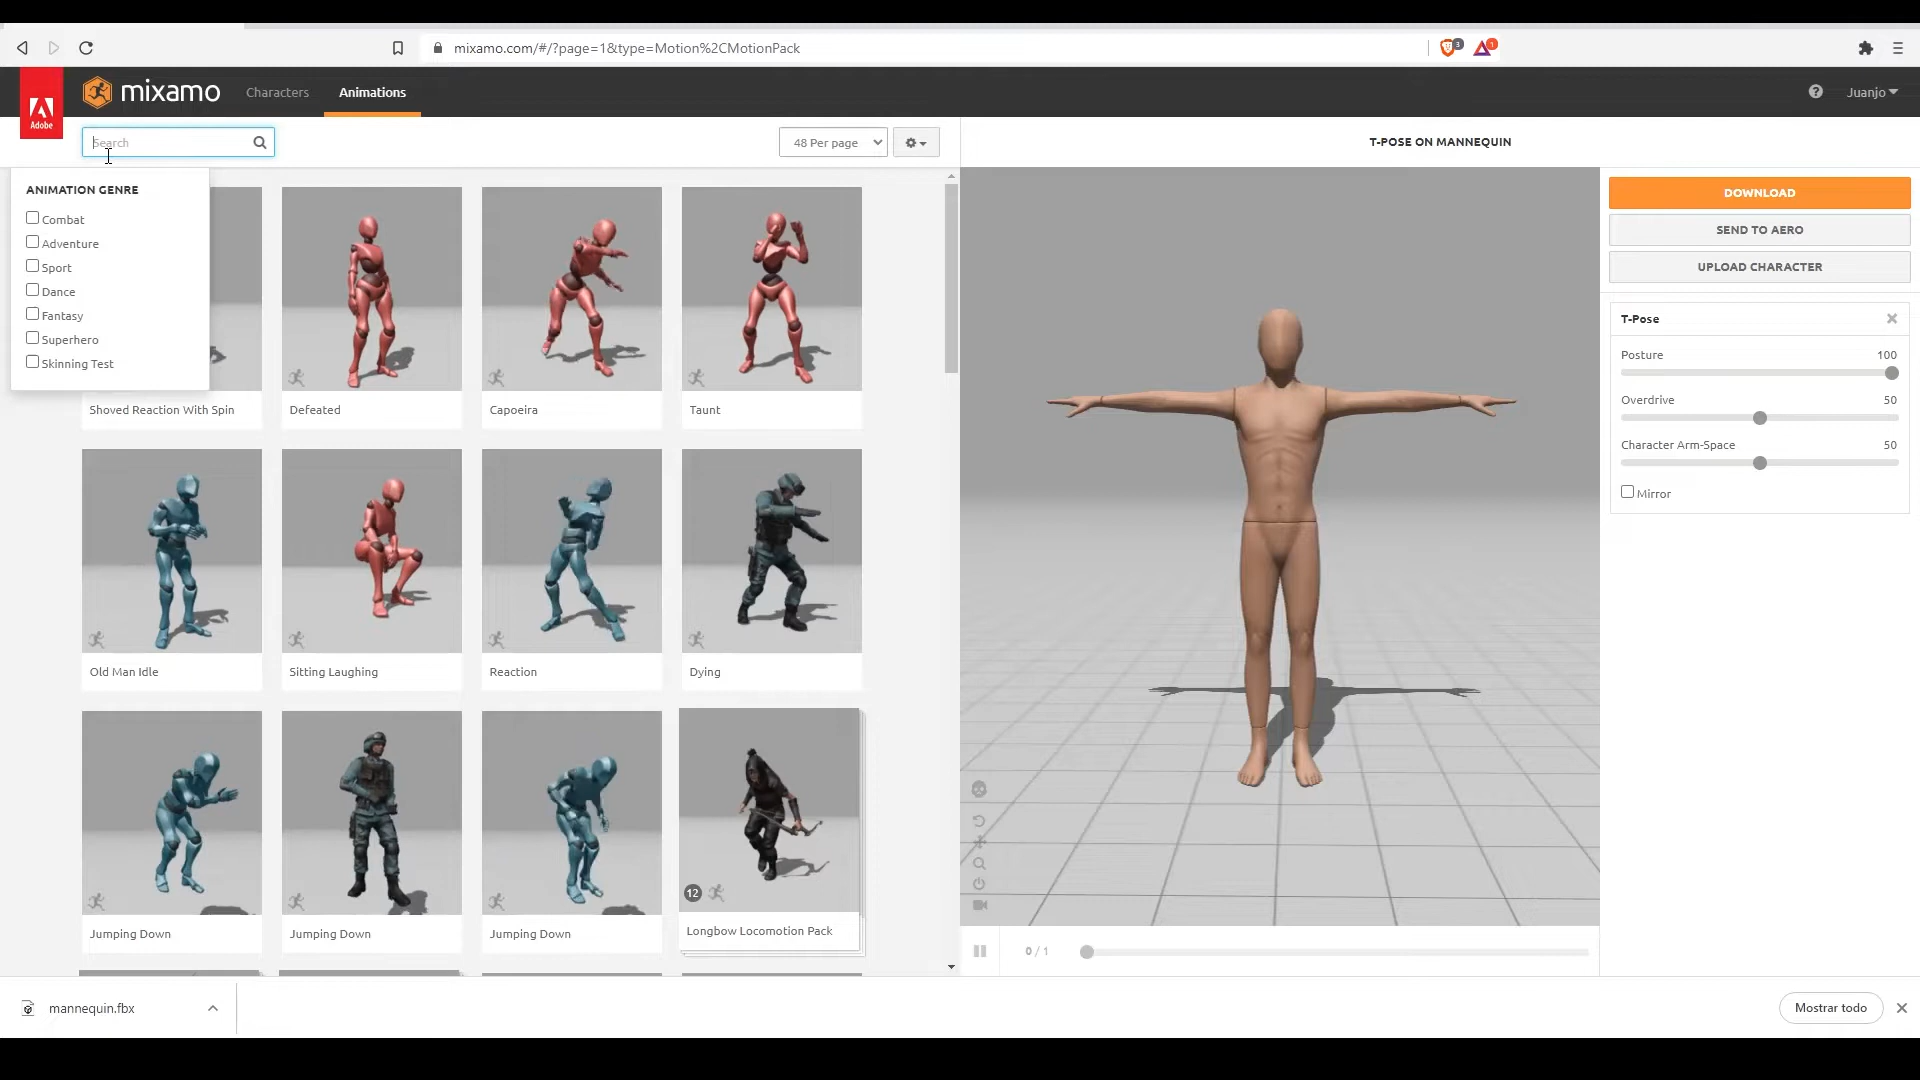 mixamo.com/#/?page=1&type=Motion%2CMotionPack
3
1
Adobe
mixamo
Characters
Animations
Juanjo
Search
48 Per page
T-POSE ON MANNEQUIN
ANIMATION GENRE
Combat
Adventure
Sport
Dance
Fantasy
Superhero
Skinning Test
Shoved Reaction With Spin
Defeated
Capoeira
Taunt
Old Man Idle
Sitting Laughing
Reaction
Dying
Jumping Down
Jumping Down
Jumping Down
12
Longbow Locomotion Pack
0 / 1
DOWNLOAD
SEND TO AERO
UPLOAD CHARACTER
T-Pose
Posture 100
Overdrive 50
Character Arm-Space 50
Mirror
mannequin.fbx
Mostrar todo